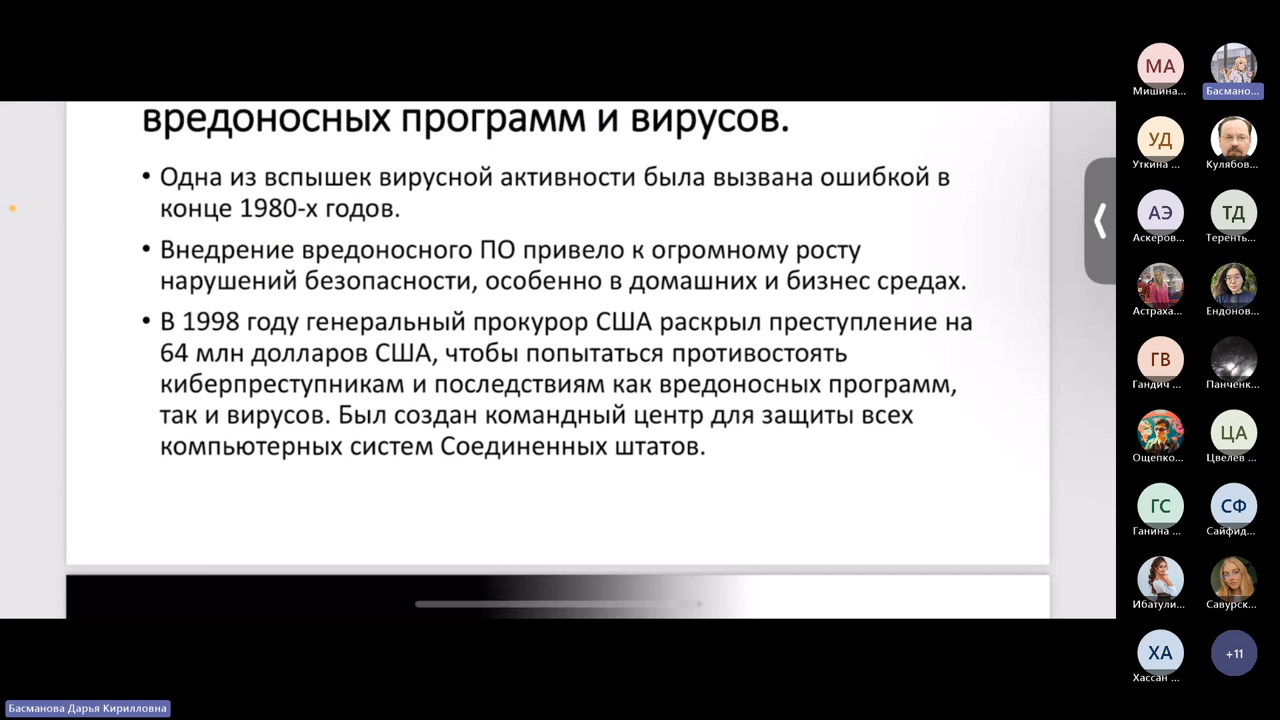 вредоносных программ и вирусов.
• Одна из вспышек вирусной активности была вызвана ошибкой в
конце 1980-х годов.
• Внедрение вредоносного ПО привело к огромному росту
нарушений безопасности, особенно в домашних и бизнес средах.
• В 1998 году генеральный прокурор США раскрыл преступление на
64 млн долларов США, чтобы попытаться противостоять
киберпреступникам и последствиям как вредоносных программ,
так и вирусов. Был создан командный центр для защиты всех
компьютерных систем Соединенных штатов.
МА
Мишина...
Басмано...
УД
Уткина ...
Кулябов...
АЭ
Аскеров...
ТД
Теренть...
Астраха...
Ендонов...
ГВ
Гандич ...
Панченк...
Ощепко...
ЦА
Цвелев ...
ГС
Ганина ...
СФ
Сайфид...
Ибатули...
Савурск...
ХА
Хассан ...
+11
Басманова Дарья Кирилловна